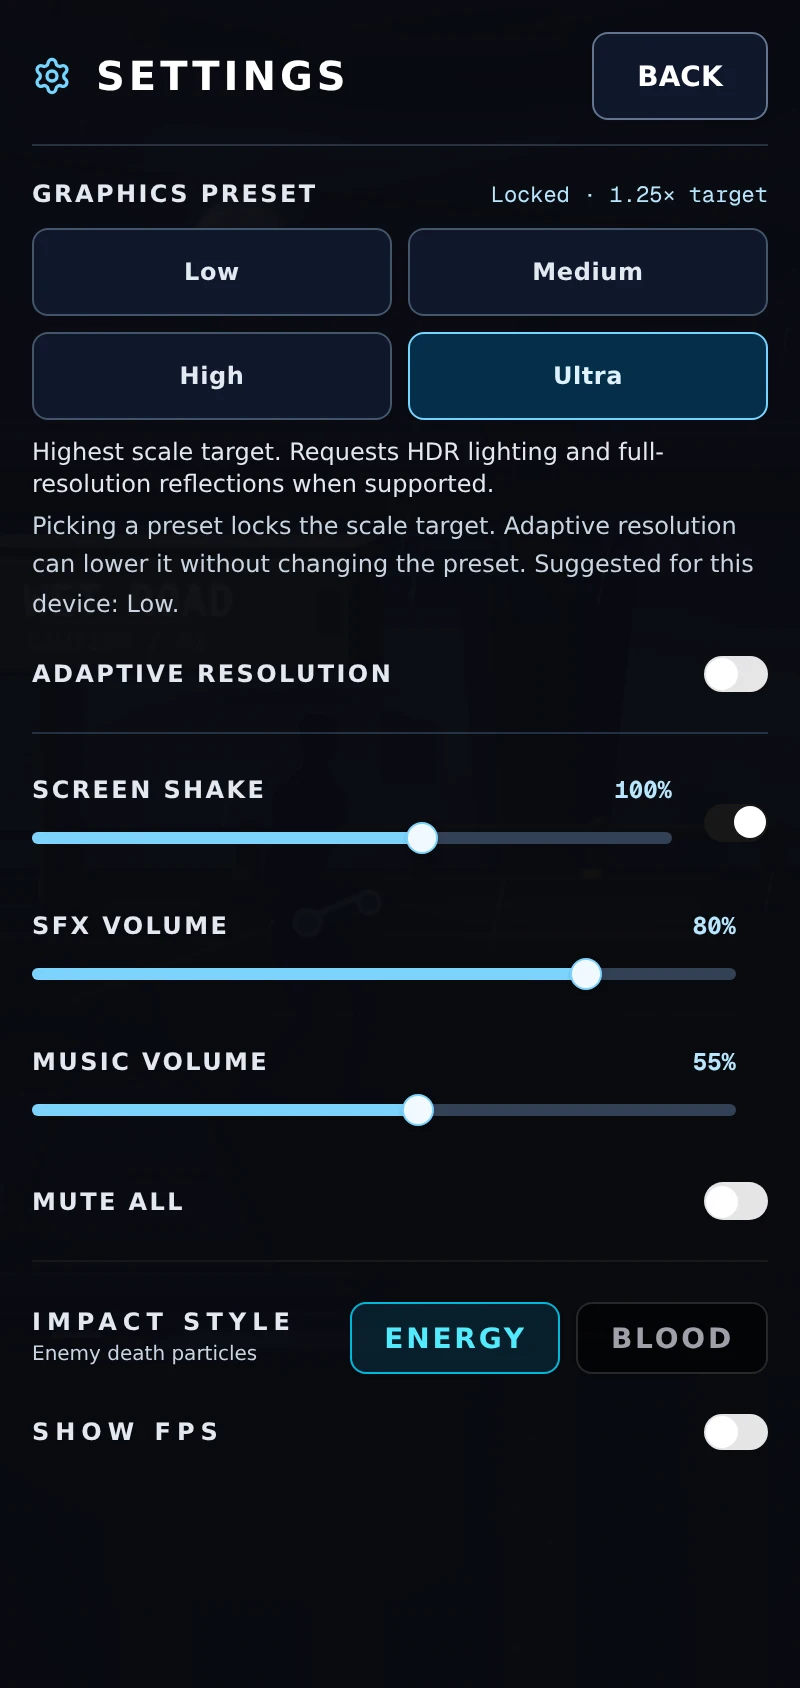 SETTINGS
BACK
GRAPHICS PRESET
Locked · 1.25× target
Low
Medium
High
Ultra
Highest scale target. Requests HDR lighting and full-
resolution reflections when supported.
Picking a preset locks the scale target. Adaptive resolution
can lower it without changing the preset. Suggested for this
device: Low.
ADAPTIVE RESOLUTION
SCREEN SHAKE
100%
SFX VOLUME
80%
MUSIC VOLUME
55%
MUTE ALL
IMPACT STYLE
Enemy death particles
ENERGY
BLOOD
SHOW FPS